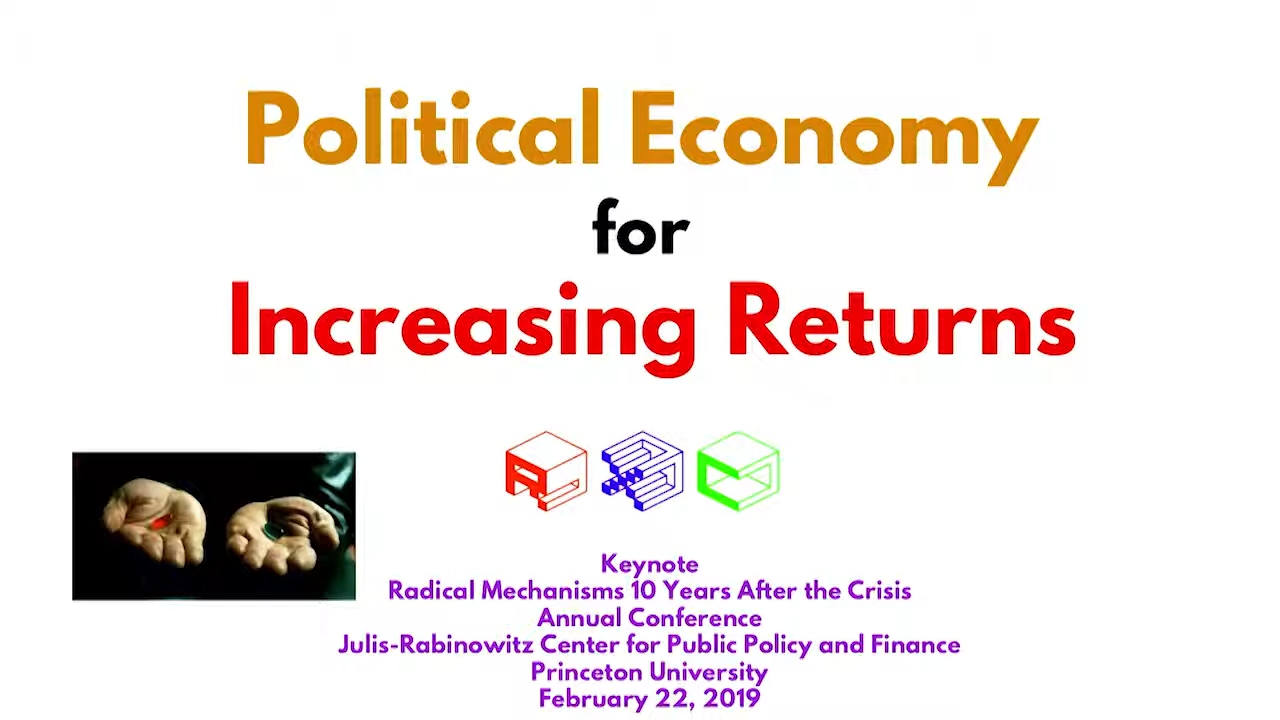 Political Economy
for
Increasing Returns
Keynote
Radical Mechanisms 10 Years After the Crisis
Annual Conference
Julis-Rabinowitz Center for Public Policy and Finance
Princeton University
February 22, 2019